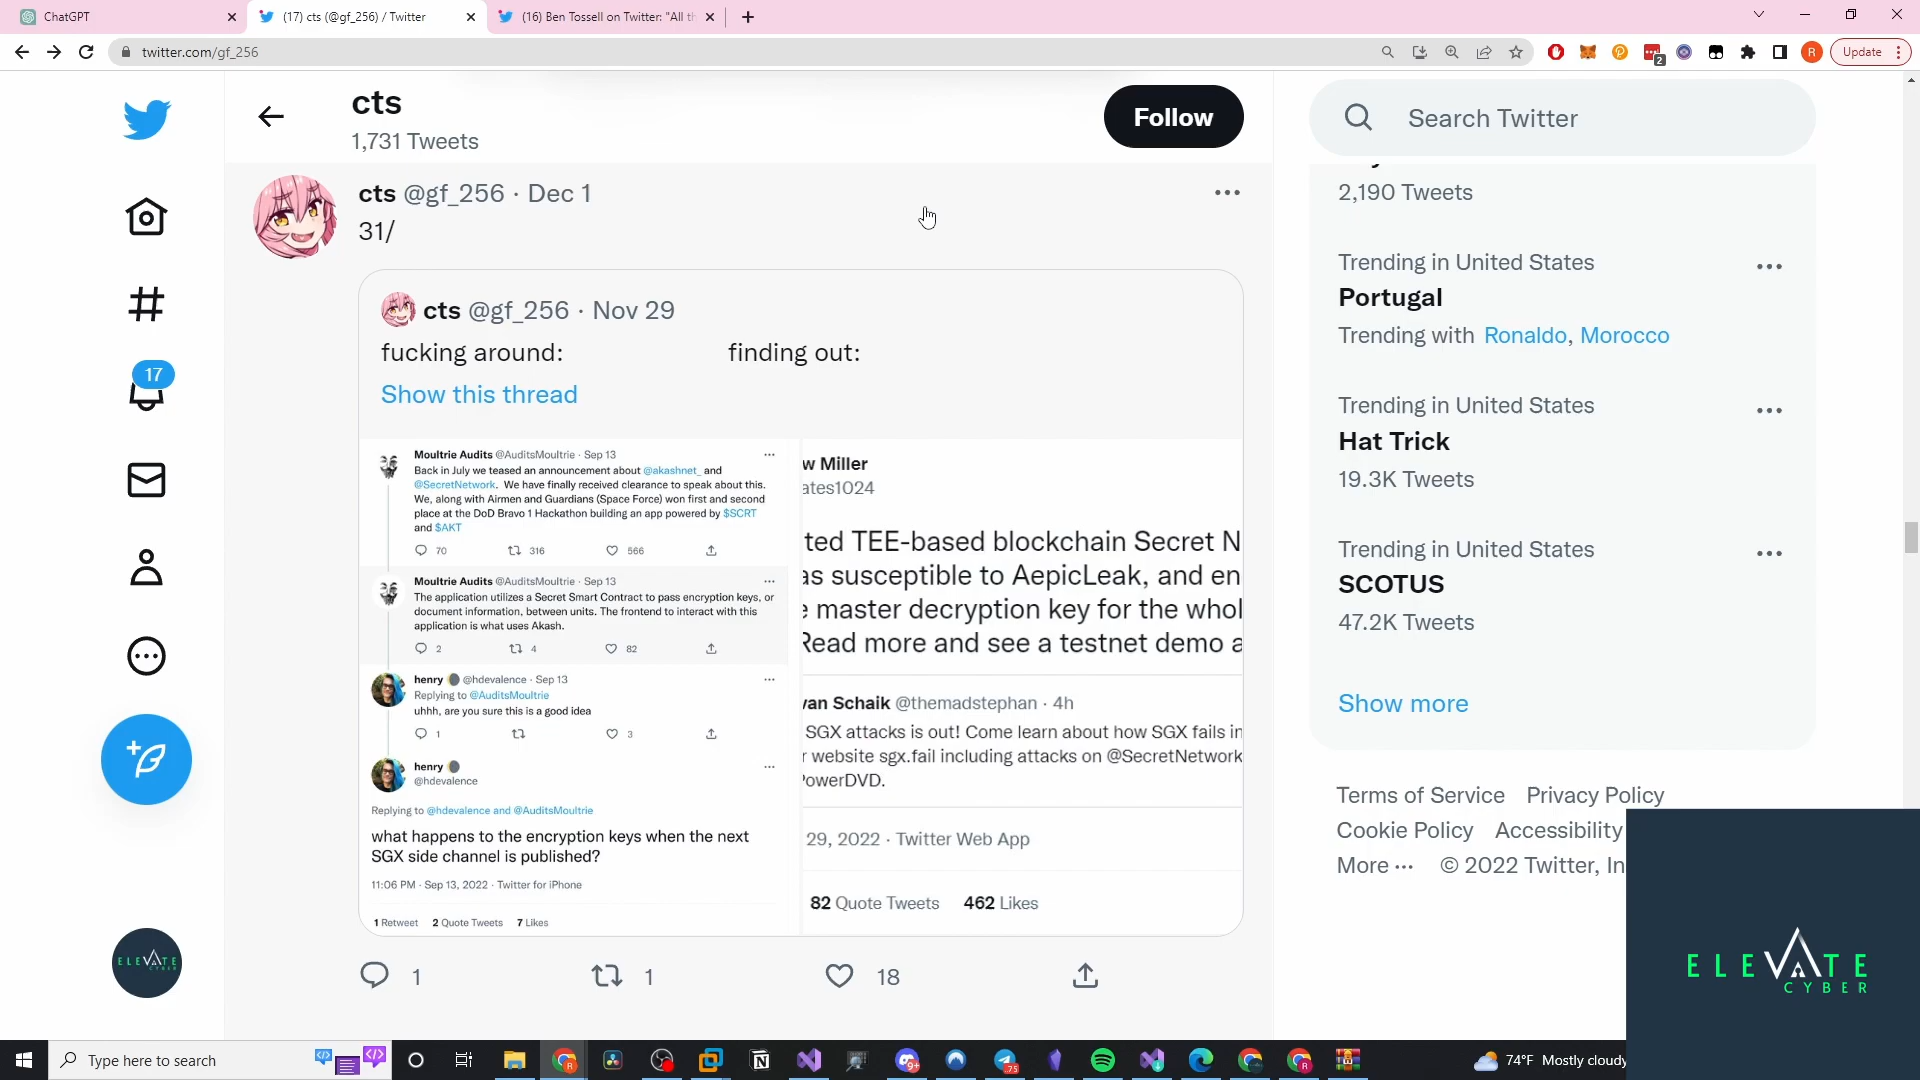 ChatGPT
(17) cts (@gf_256) / Twitter
(16) Ben Tossell on Twitter: "All th
twitter.com/gf_256
2
R
Update
cts
1,731 Tweets
Follow
Search Twitter
cts @gf_256 · Dec 1
31/
cts @gf_256 · Nov 29
fucking around: finding out:
Show this thread
Moultrie Audits @AuditsMoultrie · Sep 13
Back in July we teased an announcement about @akashnet_ and
@SecretNetwork. We have finally received clearance to speak about this.
We, along with Airmen and Guardians (Space Force) won first and second
place at the DoD Bravo 1 Hackathon building an app powered by $SCRT
and $AKT
70 316 566
Moultrie Audits @AuditsMoultrie · Sep 13
The application utilizes a Secret Smart Contract to pass encryption keys, or
document information, between units. The frontend to interact with this
application is what uses Akash.
2 4 82
henry @hdevalence · Sep 13
Replying to @AuditsMoultrie
uhhh, are you sure this is a good idea
1 3
henry
@hdevalence
Replying to @hdevalence and @AuditsMoultrie
what happens to the encryption keys when the next
SGX side channel is published?
11:06 PM · Sep 13, 2022 · Twitter for iPhone
1 Retweet 2 Quote Tweets 7 Likes
w Miller
ates1024
ted TEE-based blockchain Secret N
as susceptible to AepicLeak, and en
e master decryption key for the whol
Read more and see a testnet demo a
van Schaik @themadstephan · 4h
SGX attacks is out! Come learn about how SGX fails in
r website sgx.fail including attacks on @SecretNetwork
PowerDVD.
29, 2022 · Twitter Web App
82 Quote Tweets 462 Likes
1 1 18
17
2,190 Tweets
Trending in United States
Portugal
Trending with Ronaldo, Morocco
Trending in United States
Hat Trick
19.3K Tweets
Trending in United States
SCOTUS
47.2K Tweets
Show more
Terms of Service Privacy Policy
Cookie Policy Accessibility
More ··· © 2022 Twitter, In
ELEVATE
CYBER
ELEVATE
CYBER
Type here to search
9+
75
74°F Mostly cloudy